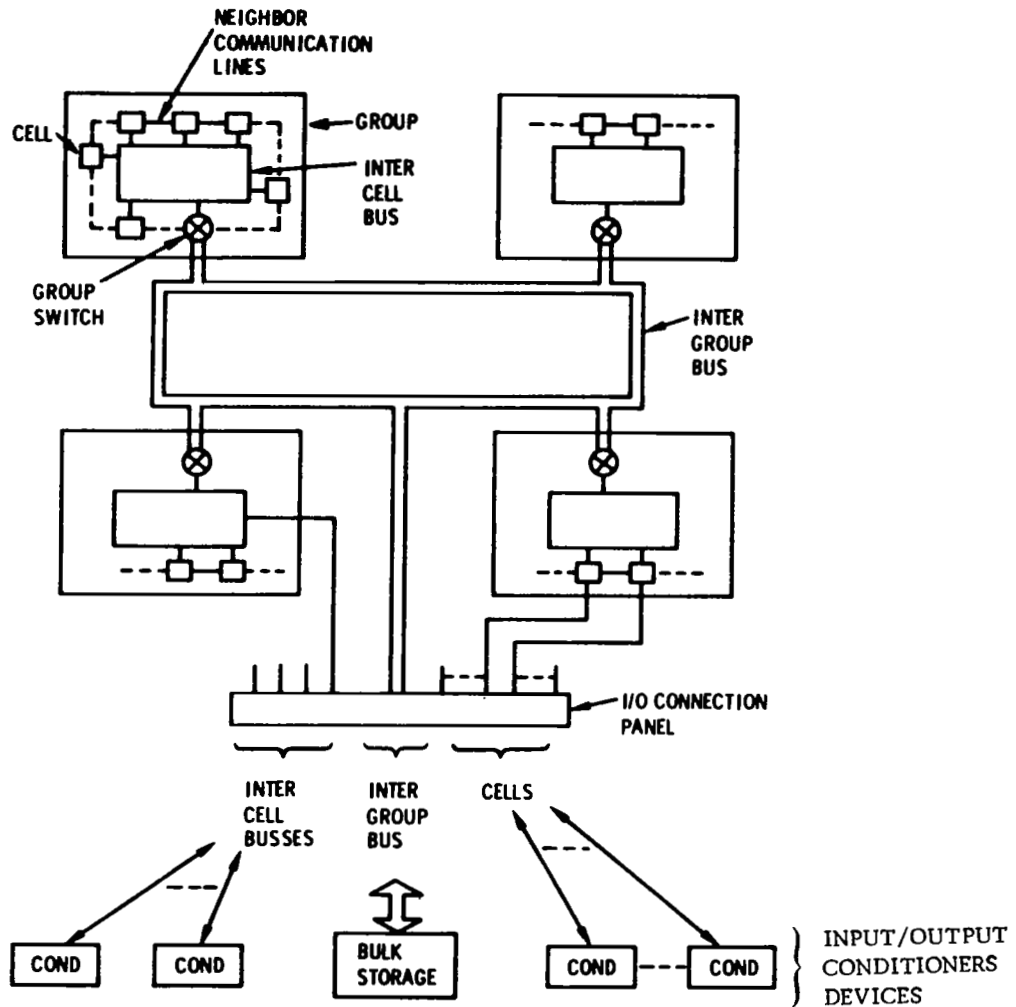 NEIGHBOR
COMMUNICATION
LINES
CELL
GROUP
INTER
CELL
BUS
GROUP
SWITCH
INTER
GROUP
BUS
I/O CONNECTION
PANEL
INTER
CELL
BUSSES
INTER
GROUP
BUS
CELLS
COND
COND
BULK
STORAGE
COND
COND
INPUT/OUTPUT
CONDITIONERS
DEVICES